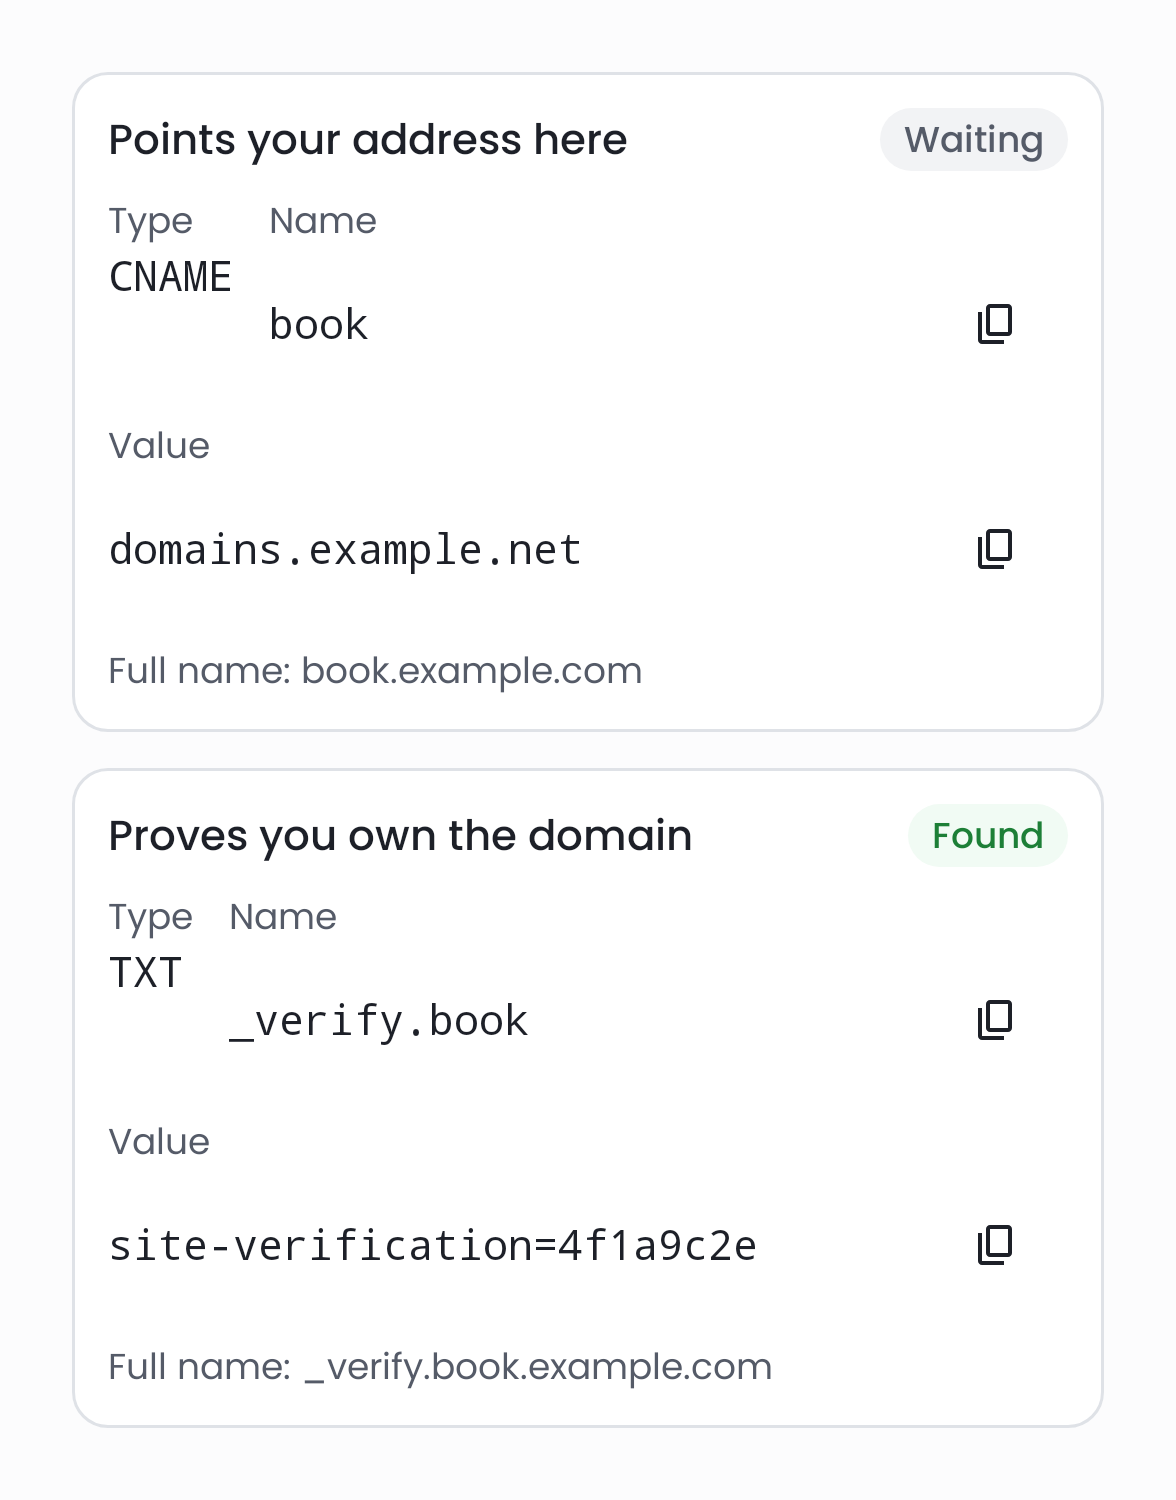 Points your address here
Waiting
Type Name
CNAME
book
Value
domains.example.net
Full name: book.example.com
Proves you own the domain
Found
Type Name
TXT
_verify.book
Value
site-verification=4f1a9c2e
Full name: _verify.book.example.com